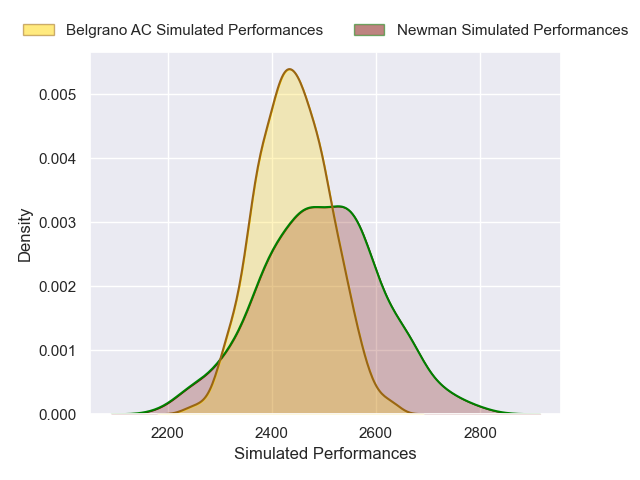 Belgrano AC Simulated Performances Newman Simulated Performances
0.005
0.004
0.003
0.002
0.001
0.000
Density
2200 2400 2600 2800
Simulated Performances